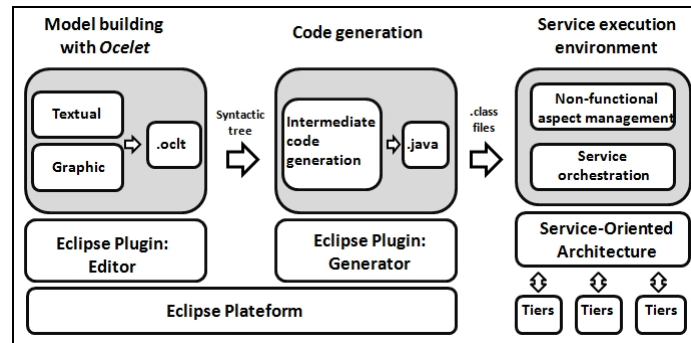 Model building
with Ocelet
Code generation
Service execution
environment
Textual
Graphic
.oclt
Syntactic
tree
Intermediate
code
generation
.java
.class
files
Non-functional
aspect management
Service
orchestration
Eclipse Plugin:
Editor
Eclipse Plugin:
Generator
Service-Oriented
Architecture
Eclipse Plateform
Tiers
Tiers
Tiers